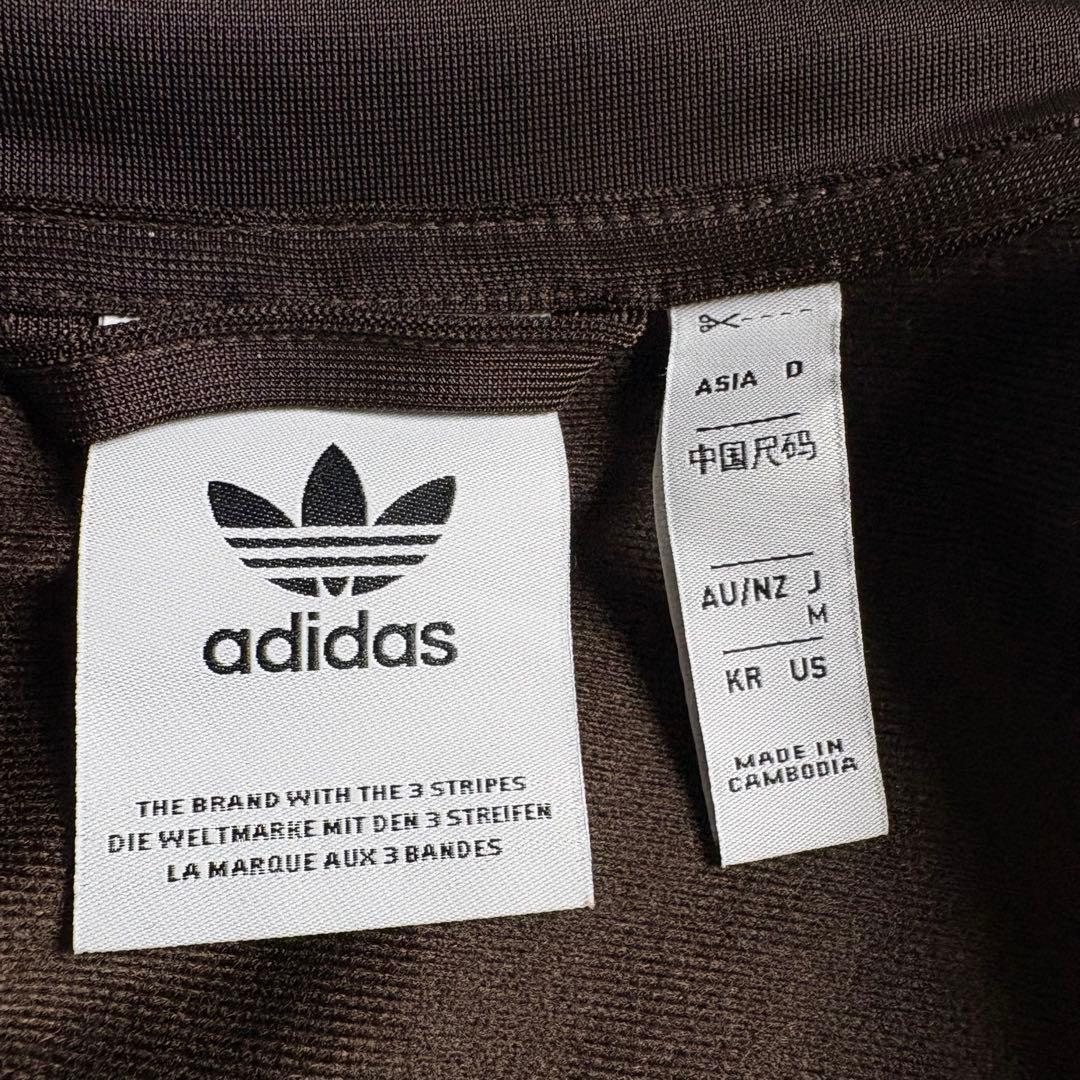 adidas
THE BRAND WITH THE 3 STRIPES
DIE WELTMARKE MIT DEN 3 STREIFEN
LA MARQUE AUX 3 BANDES
ASIA D
中国尺码
AU/NZ J
M
KR US
MADE IN
CAMBODIA